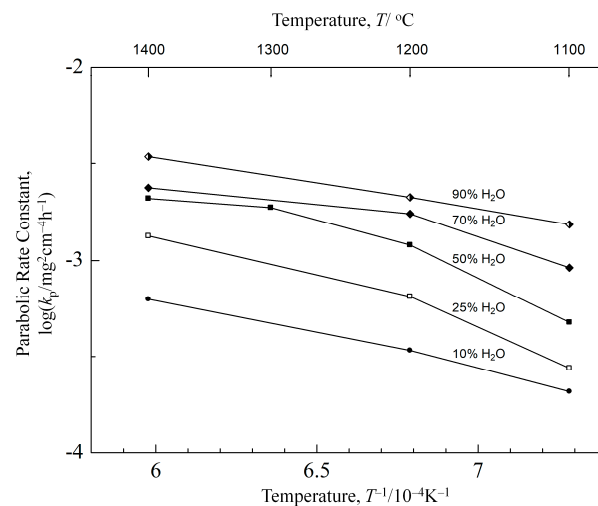 Temperature, T/ °C
1400 1300 1200 1100
-2
-3
-4
Parabolic Rate Constant,
log(kₚ/mg²cm⁻⁴h⁻¹)
90% H₂O
70% H₂O
50% H₂O
25% H₂O
10% H₂O
6 6.5 7
Temperature, T⁻¹/10⁻⁴K⁻¹